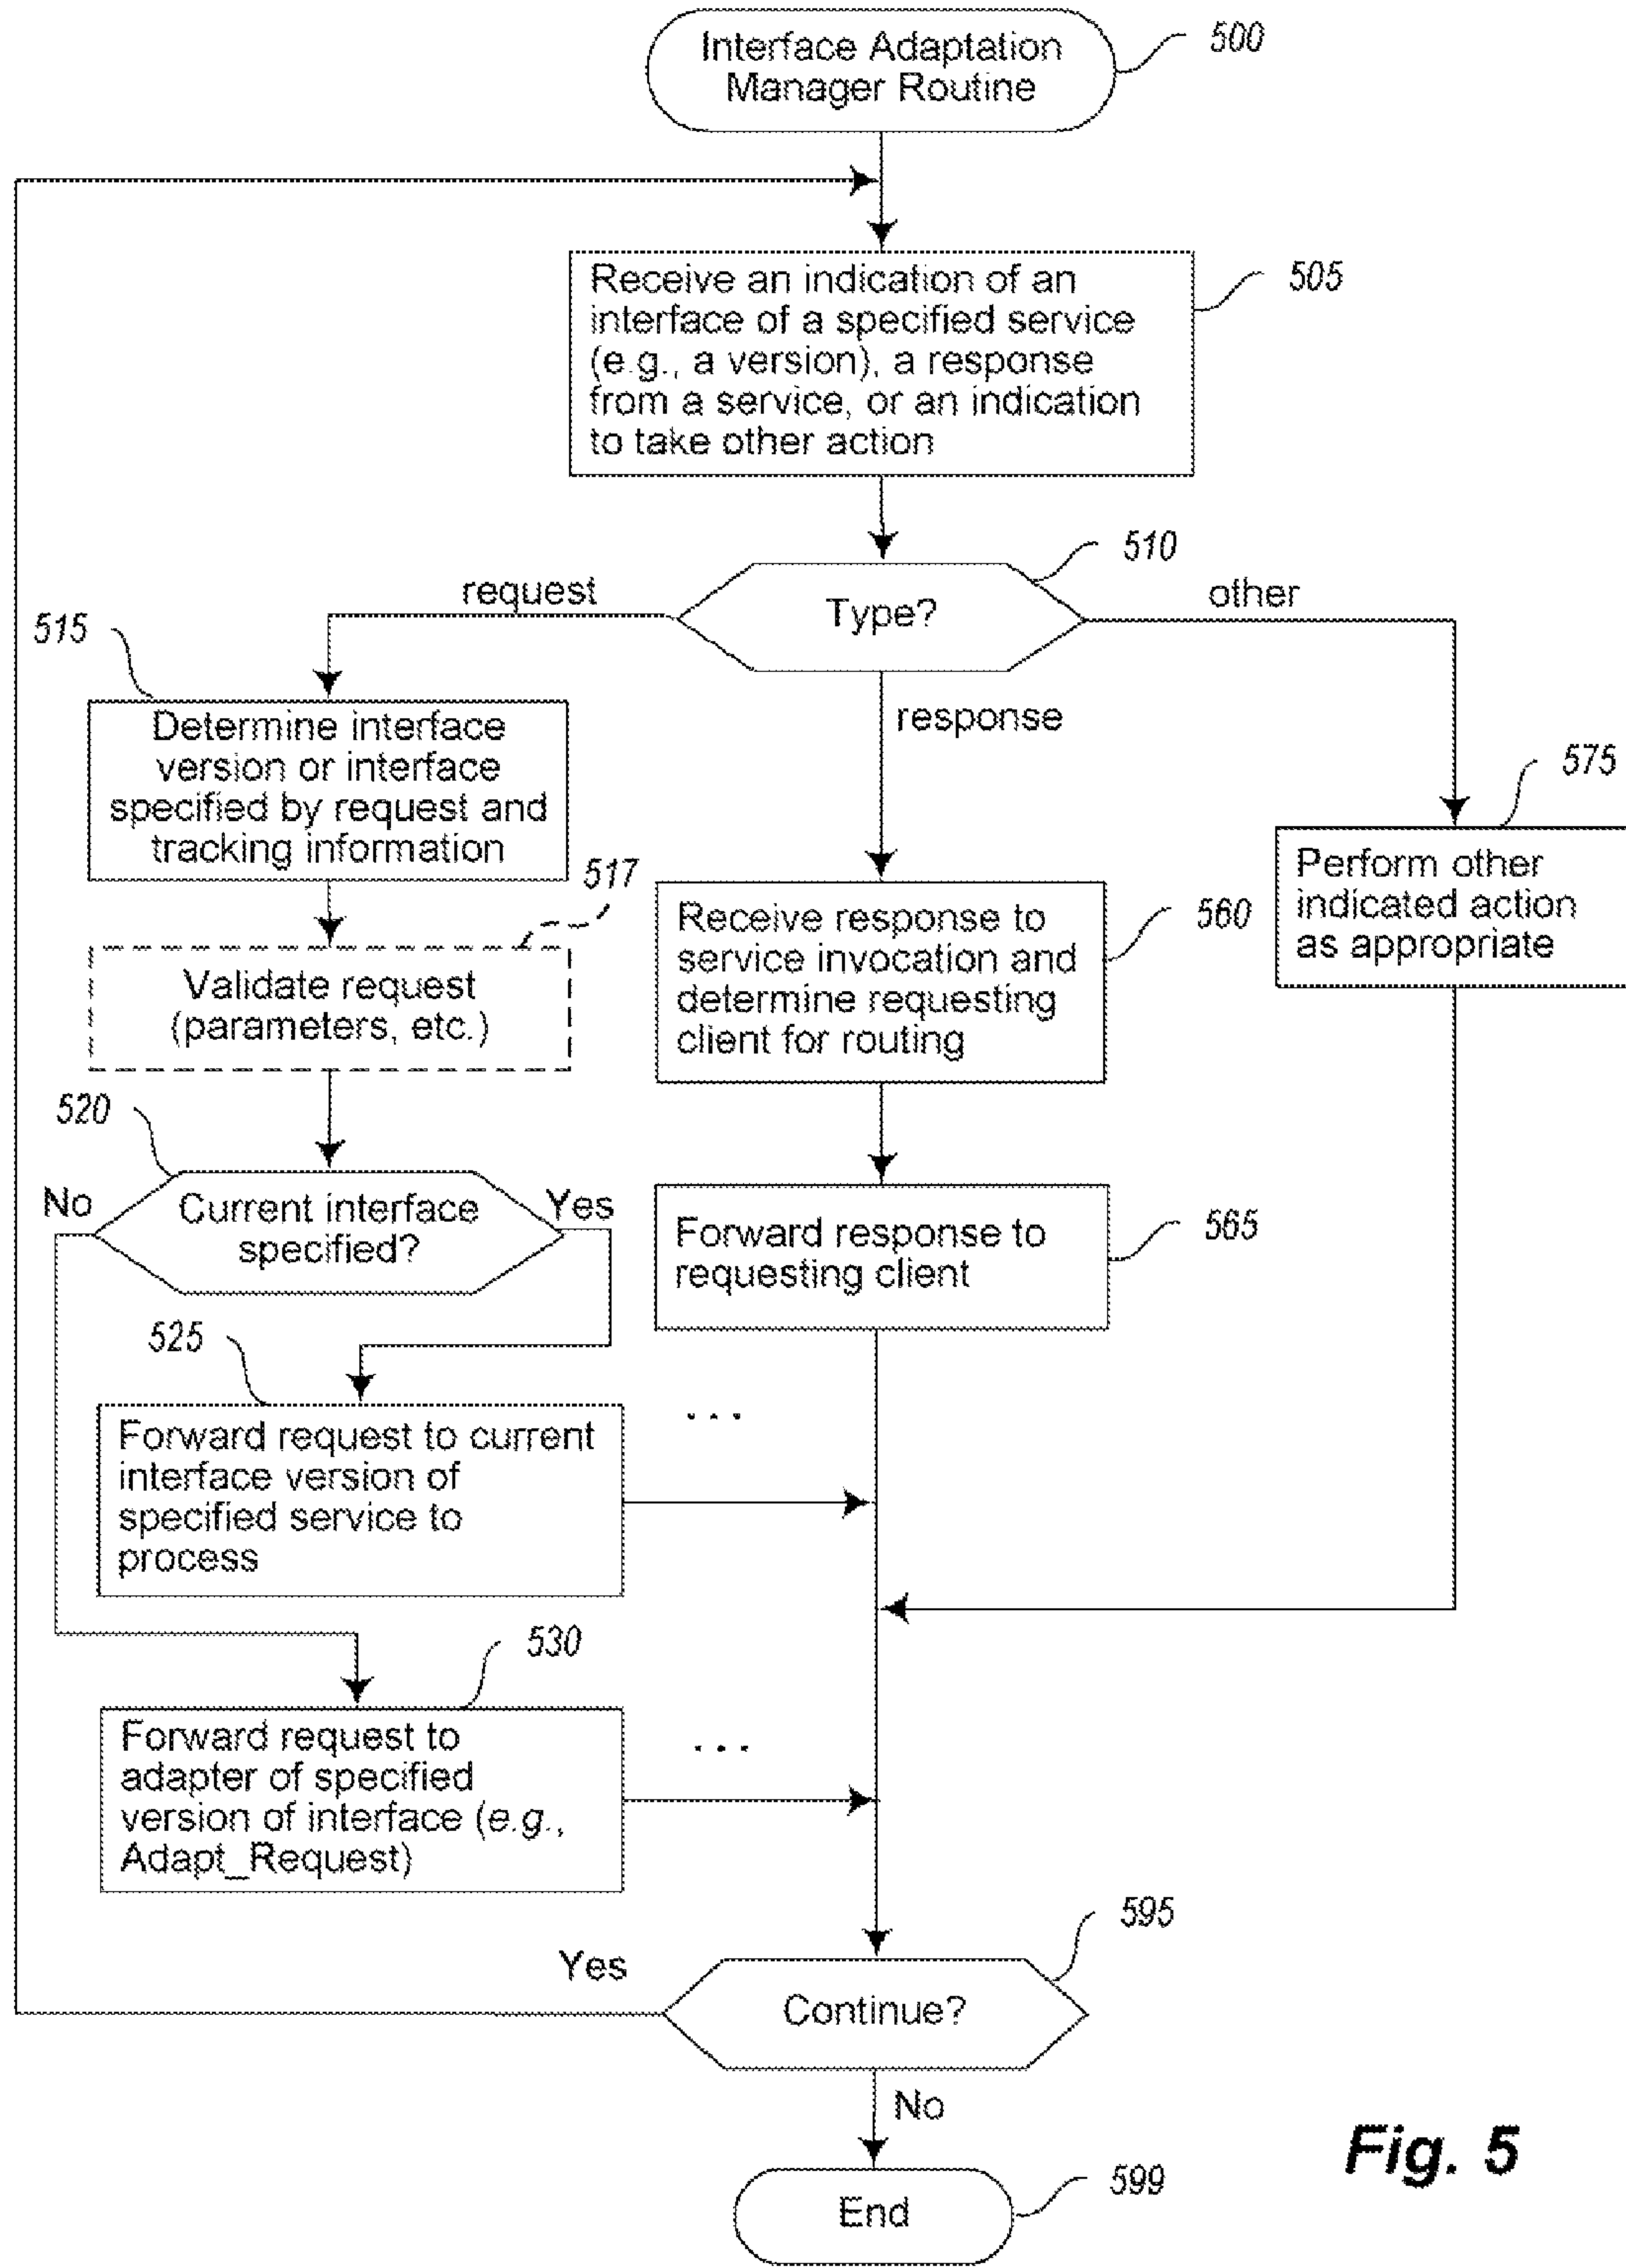 Interface Adaptation
Manager Routine
500
Receive an indication of an
interface of a specified service
(e.g., a version), a response
from a service, or an indication
to take other action
505
510
Type?
request
response
other
515
Determine interface
version or interface
specified by request and
tracking information
517
Validate request
(parameters, etc.)
520
Current interface
specified?
No
Yes
525
Forward request to current
interface version of
specified service to
process
...
530
Forward request to
adapter of specified
version of interface (e.g.,
Adapt_Request)
...
Receive response to
service invocation and
determine requesting
client for routing
560
Forward response to
requesting client
565
575
Perform other
indicated action
as appropriate
595
Continue?
Yes
No
End
599
Fig. 5